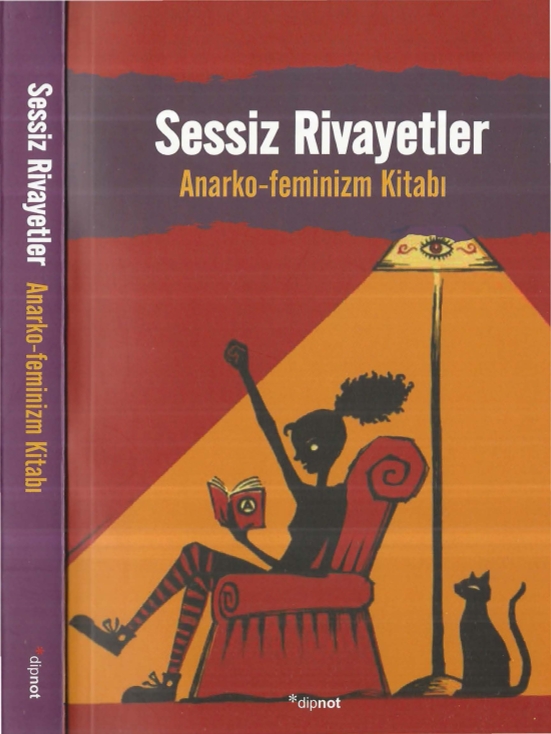 Sessiz Rivayetler Anarko-feminizm Kitabı
*dipnot
Sessiz Rivayetler
Anarko-feminizm Kitabı
*dipnot